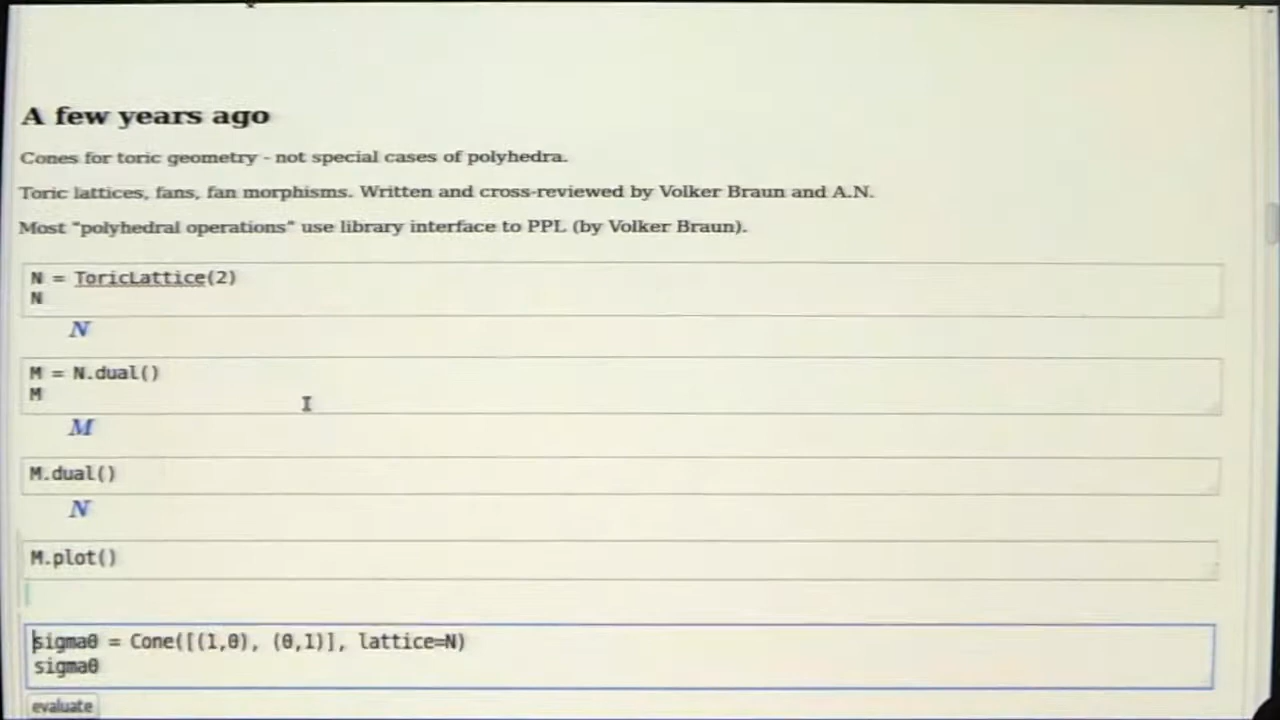 A few years ago
Cones for toric geometry - not special cases of polyhedra.
Toric lattices, fans, fan morphisms. Written and cross-reviewed by Volker Braun and A.N.
Most "polyhedral operations" use library interface to PPL (by Volker Braun).
N = ToricLattice(2)
N
N
M = N.dual()
M
M
M.dual()
N
M.plot()
sigma0 = Cone([(1,0), (0,1)], lattice=N)
sigma0
evaluate